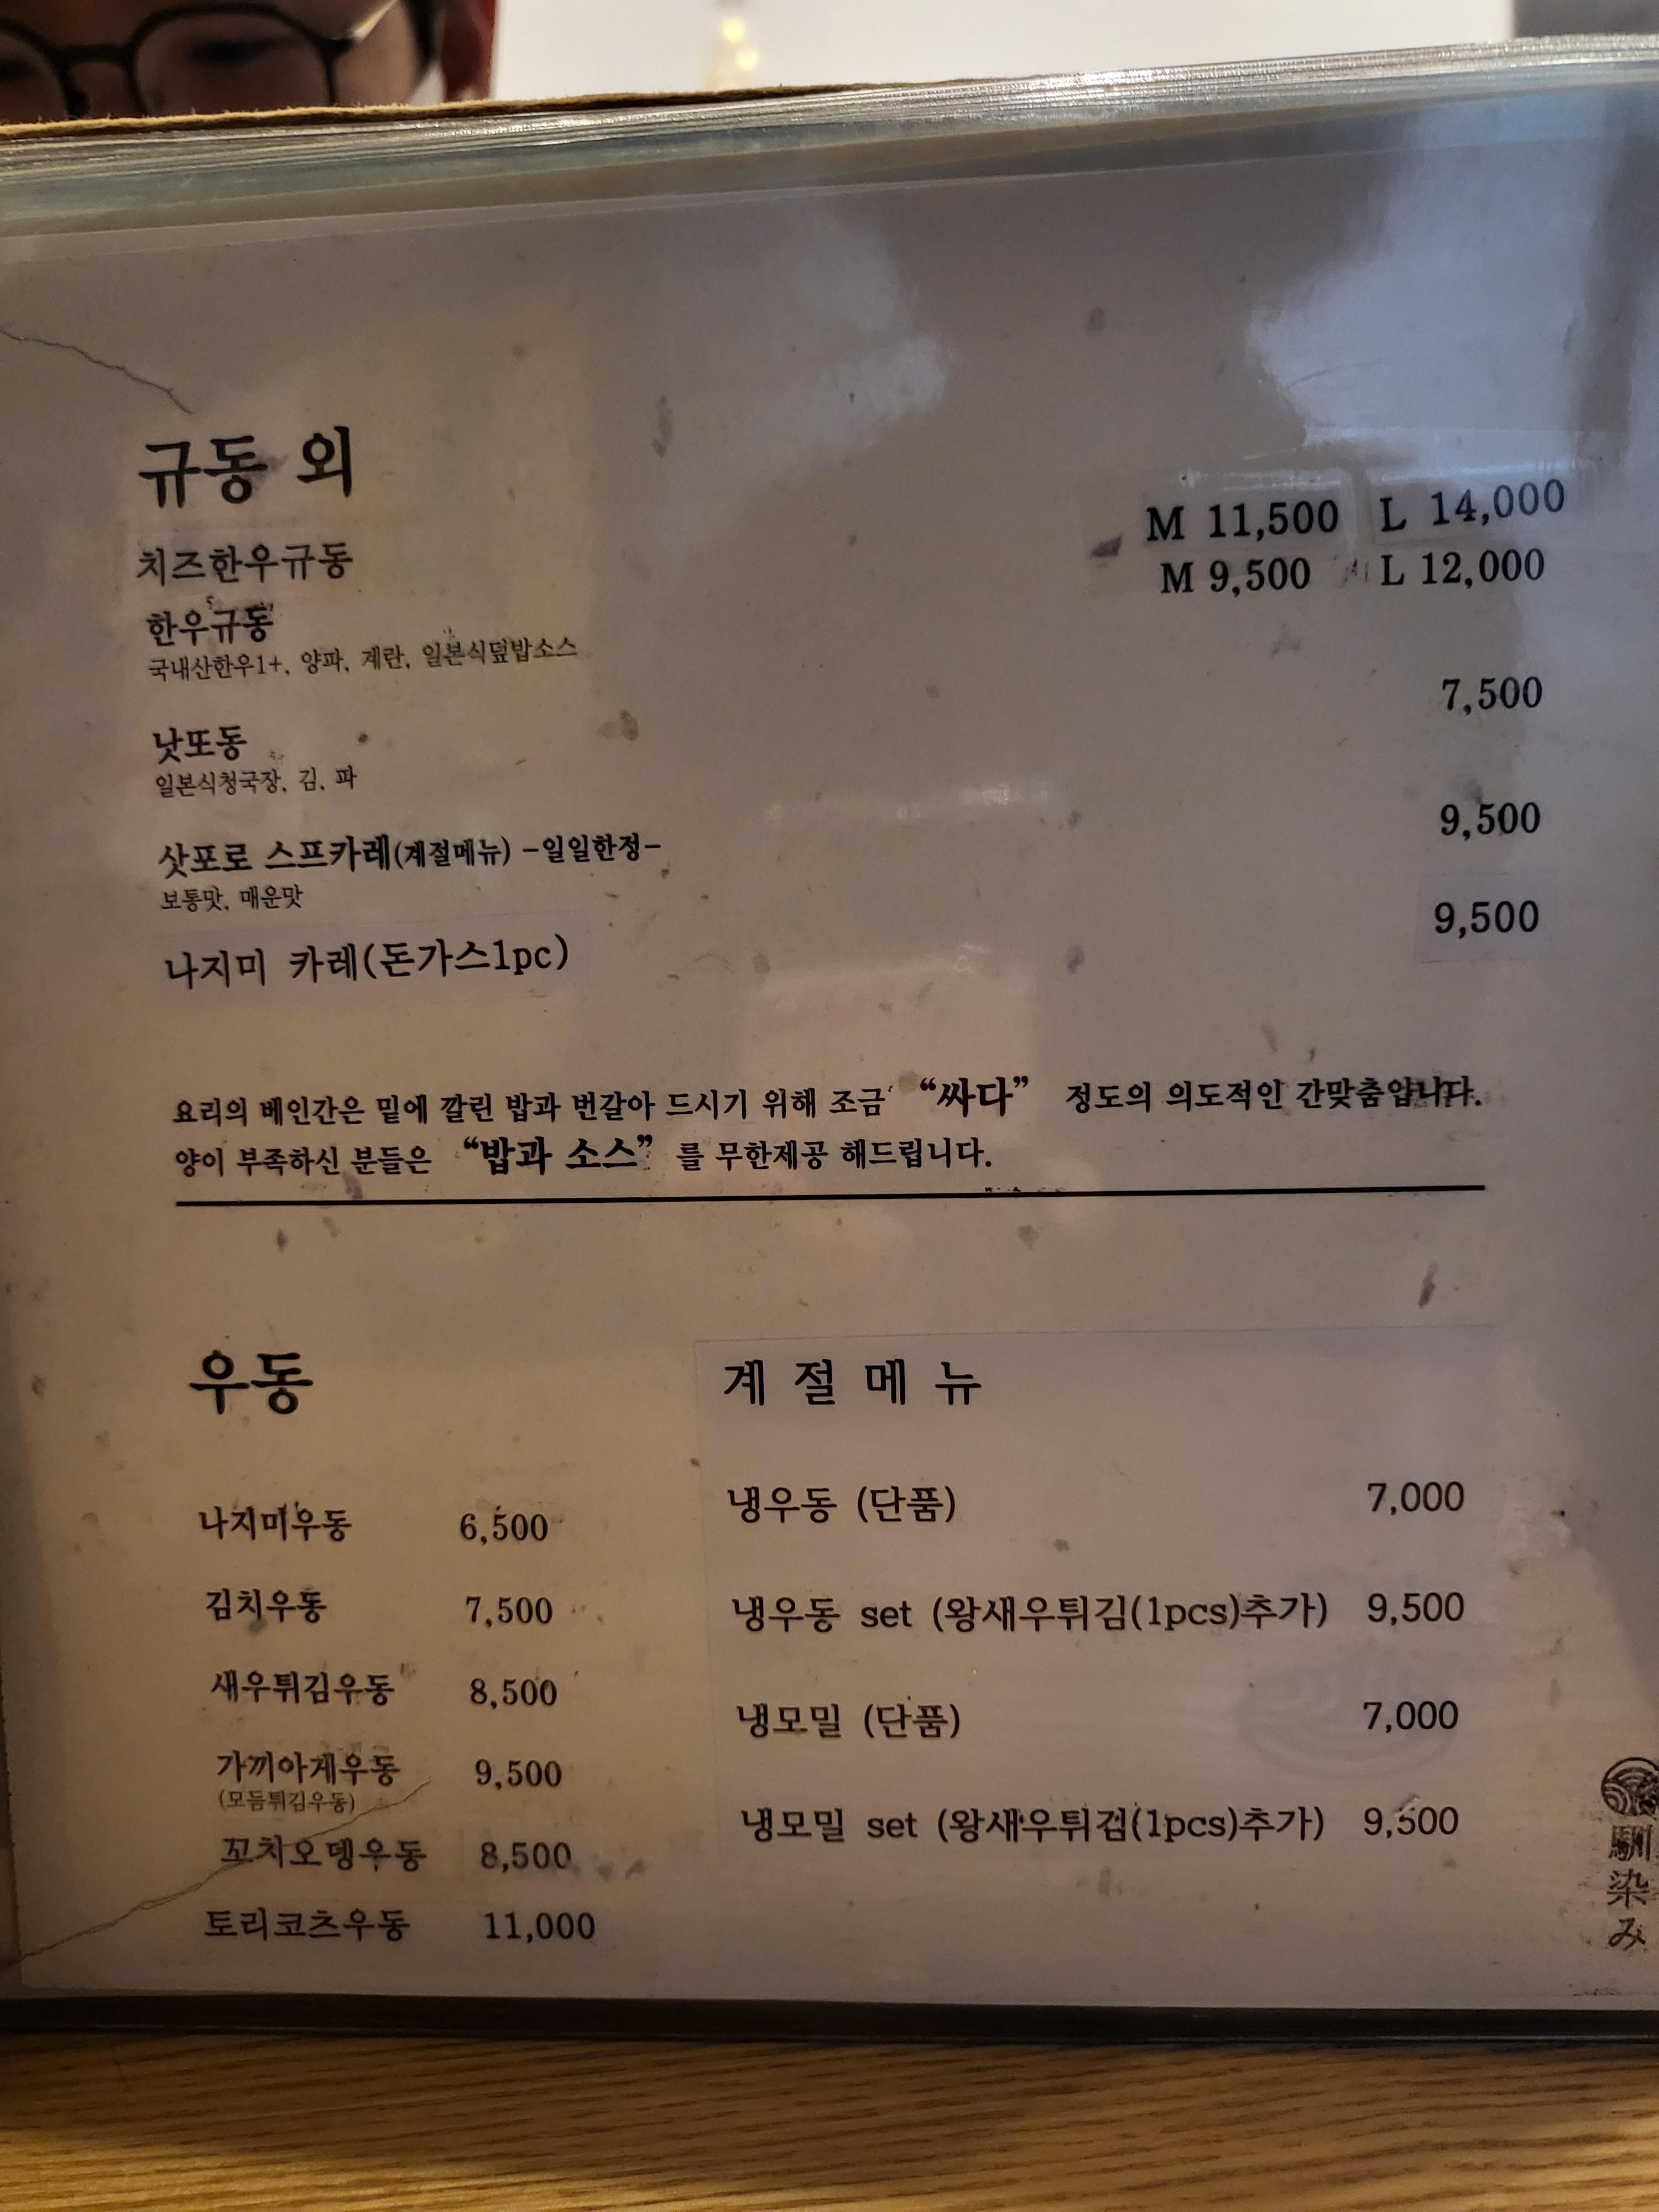 규동 외
치즈한우규동 M 11,500 L 14,000
한우규동 M 9,500 L 12,000
국내산한우1+, 양파, 계란, 일본식덮밥소스
낫또동 7,500
일본식청국장, 김, 파
삿포로 스프카레(계절메뉴) -일일한정- 9,500
보통맛, 매운맛
나지미 카레(돈가스1pc) 9,500
요리의 베인간은 밑에 깔린 밥과 번갈아 드시기 위해 조금 “싸다” 정도의 의도적인 간맞춤입니다.
양이 부족하신 분들은 “밥과 소스” 를 무한제공 해드립니다.
우동
나지미우동 6,500
김치우동 7,500
새우튀김우동 8,500
가끼아게우동 9,500
(모듬튀김우동)
꼬치오뎅우동 8,500
토리코츠우동 11,000
계 절 메 뉴
냉우동 (단품) 7,000
냉우동 set (왕새우튀김(1pcs)추가) 9,500
냉모밀 (단품) 7,000
냉모밀 set (왕새우튀김(1pcs)추가) 9,500
馴染み